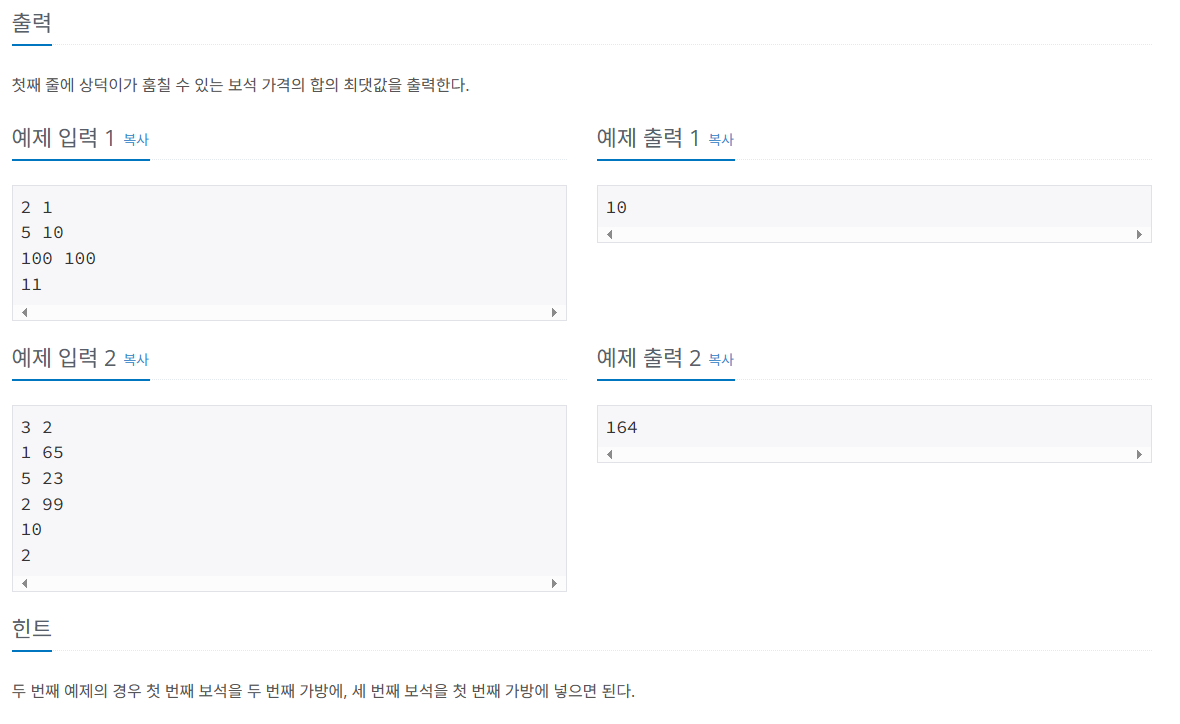 출력
첫째 줄에 상덕이가 훔칠 수 있는 보석 가격의 합의 최댓값을 출력한다.
예제 입력 1 복사
2 1
5 10
100 100
11
예제 출력 1 복사
10
예제 입력 2 복사
3 2
1 65
5 23
2 99
10
2
예제 출력 2 복사
164
힌트
두 번째 예제의 경우 첫 번째 보석을 두 번째 가방에, 세 번째 보석을 첫 번째 가방에 넣으면 된다.